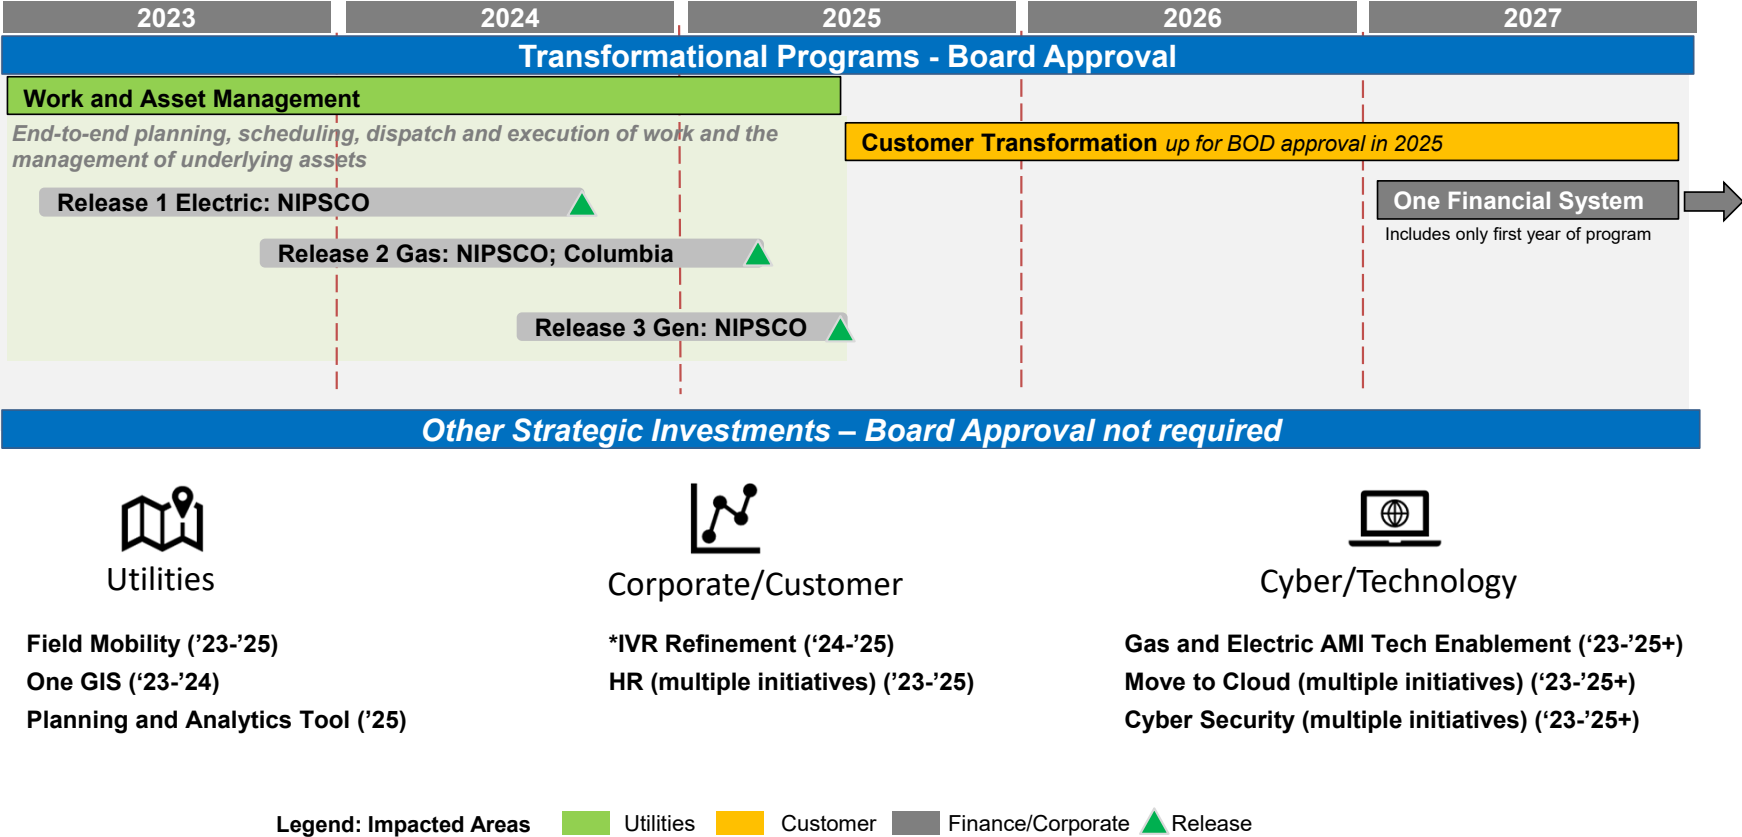 2023 2024 2025 2026 2027
Transformational Programs - Board Approval
Work and Asset Management
End-to-end planning, scheduling, dispatch and execution of work and the
management of underlying assets
Customer Transformation up for BOD approval in 2025
Release 1 Electric: NIPSCO
One Financial System
Includes only first year of program
Release 2 Gas: NIPSCO; Columbia
Release 3 Gen: NIPSCO
Other Strategic Investments – Board Approval not required
Utilities
Field Mobility (’23-’25)
One GIS (‘23-’24)
Planning and Analytics Tool (’25)
Corporate/Customer
*IVR Refinement (‘24-’25)
HR (multiple initiatives) (’23-’25)
Cyber/Technology
Gas and Electric AMI Tech Enablement (‘23-’25+)
Move to Cloud (multiple initiatives) (‘23-’25+)
Cyber Security (multiple initiatives) (‘23-’25+)
Legend: Impacted Areas Utilities Customer Finance/Corporate Release